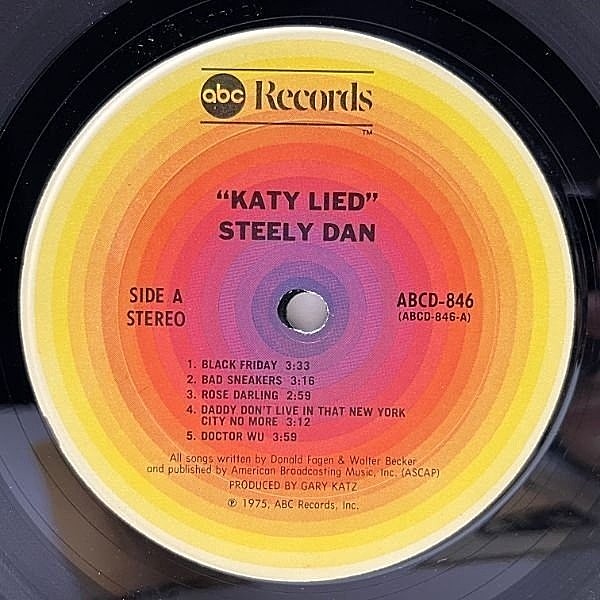 abc Records
TM
"KATY LIED"
STEELY DAN
SIDE A
STEREO
ABCD-846
(ABCD-846-A)
1. BLACK FRIDAY 3:33
2. BAD SNEAKERS 3:16
3. ROSE DARLING 2:59
4. DADDY DON'T LIVE IN THAT NEW YORK
CITY NO MORE 3:12
5. DOCTOR WU 3:59
All songs written by Donald Fagen & Walter Becker
and published by American Broadcasting Music, Inc. (ASCAP)
PRODUCED BY GARY KATZ
℗ 1975, ABC Records, Inc.